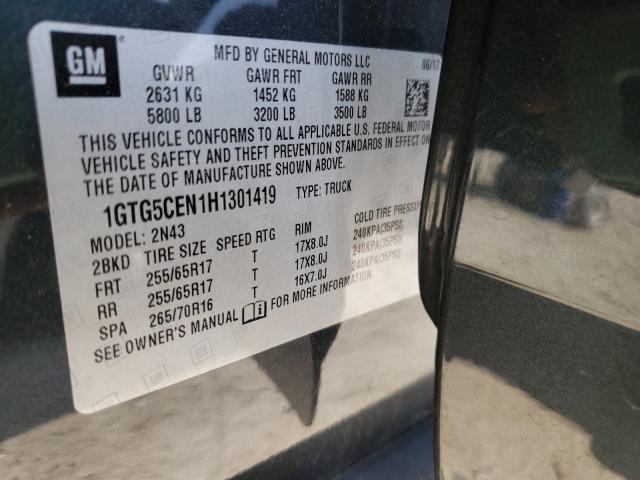 GM
MFD BY GENERAL MOTORS LLC 06/17
GVWR GAWR FRT GAWR RR
2631 KG 1452 KG 1588 KG
5800 LB 3200 LB 3500 LB
THIS VEHICLE CONFORMS TO ALL APPLICABLE U.S. FEDERAL MOTOR
VEHICLE SAFETY AND THEFT PREVENTION STANDARDS IN EFFECT ON
THE DATE OF MANUFACTURE SHOWN ABOVE.
1GTG5CEN1H1301419 TYPE: TRUCK
MODEL: 2N43
2BKD TIRE SIZE SPEED RTG RIM COLD TIRE PRESSURE
FRT 255/65R17 T 17X8.0J 240KPA(35PSI)
RR 255/65R17 T 17X8.0J 240KPA(35PSI)
SPA 265/70R16 T 16X7.0J 240KPA(35PSI)
SEE OWNER'S MANUAL FOR MORE INFORMATION.